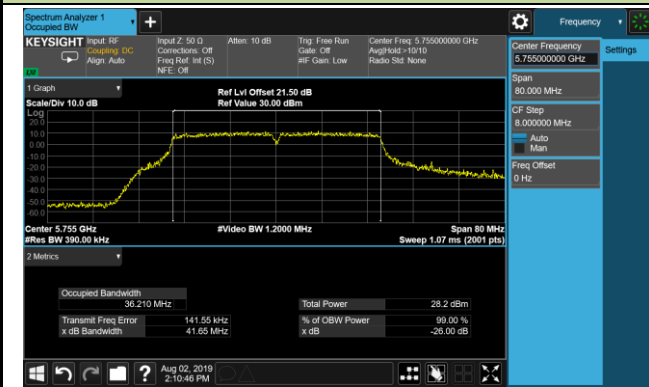 Spectrum Analyzer 1
Occupied BW
Frequency
KEYSIGHT
Input: RF
Coupling: DC
Align: Auto
Input Z: 50 Ω
Corrections: Off
Freq Ref: Int (S)
NFE: Off
Atten: 10 dB
Trig: Free Run
Gate: Off
#IF Gain: Low
Center Freq: 5.755000000 GHz
Avg|Hold:>10/10
Radio Std: None
Center Frequency
5.755000000 GHz
Settings
Span
80.000 MHz
CF Step
8.000000 MHz
Auto
Man
Freq Offset
0 Hz
1 Graph
Scale/Div 10.0 dB
Ref Lvl Offset 21.50 dB
Ref Value 30.00 dBm
Log
20.0
10.0
0.00
-10.0
-20.0
-30.0
-40.0
-50.0
-60.0
Center 5.755 GHz
#Res BW 390.00 kHz
#Video BW 1.2000 MHz
Span 80 MHz
Sweep 1.07 ms (2001 pts)
2 Metrics
Occupied Bandwidth
36.210 MHz
Total Power 28.2 dBm
Transmit Freq Error 141.55 kHz
% of OBW Power 99.00 %
x dB Bandwidth 41.65 MHz
x dB -26.00 dB
?
Aug 02, 2019
2:10:46 PM